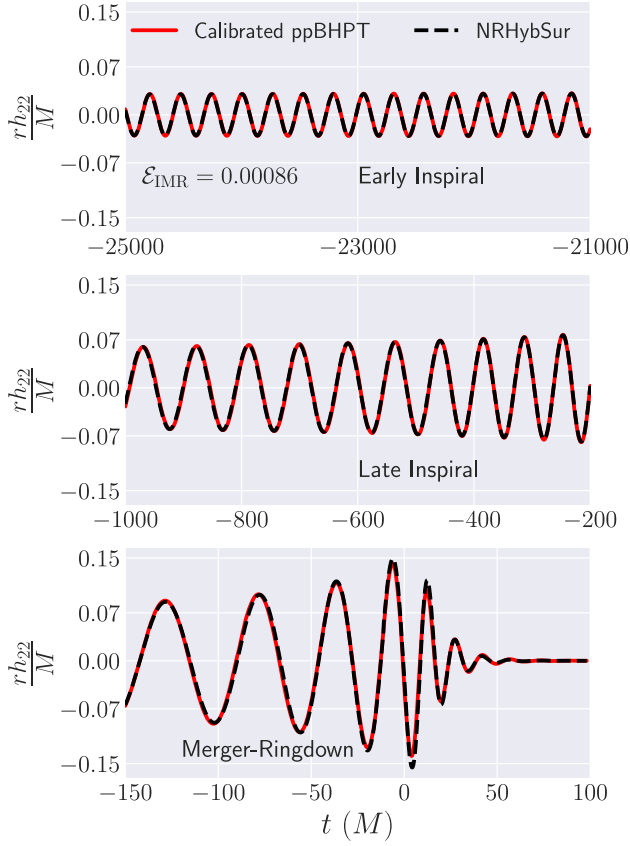 Calibrated ppBHPT NRHybSur
0.15
0.07
0.00
−0.07
−0.15
rh₂₂/M
ℰ_IMR = 0.00086 Early Inspiral
−25000 −23000 −21000
0.15
0.07
0.00
−0.07
−0.15
rh₂₂/M
Late Inspiral
−1000 −800 −600 −400 −200
0.15
0.07
0.00
−0.07
−0.15
rh₂₂/M
Merger-Ringdown
−150 −100 −50 0 50 100
t (M)